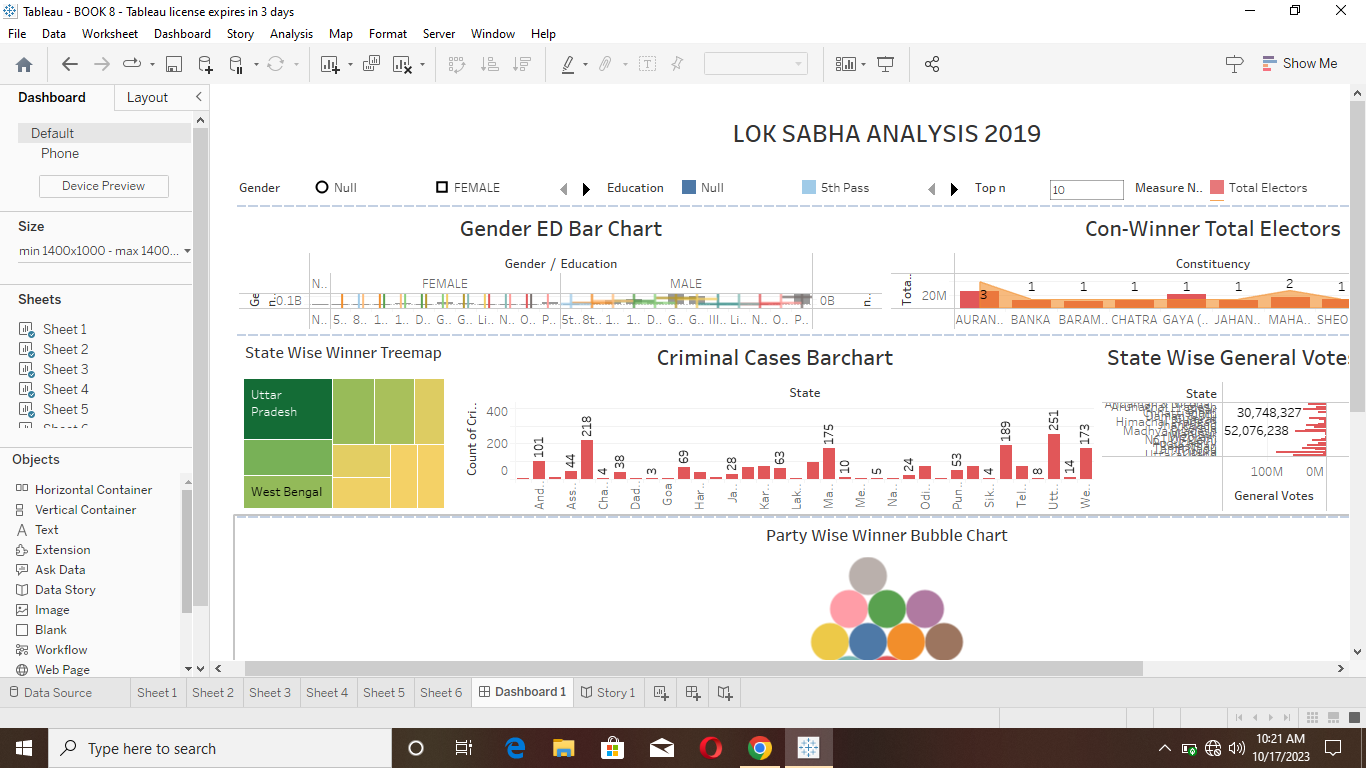 Tableau - BOOK 8 - Tableau license expires in 3 days
File Data Worksheet Dashboard Story Analysis Map Format Server Window Help
Show Me
Dashboard Layout
Default
Phone
Device Preview
Size
min 1400x1000 - max 1400...
Sheets
Sheet 1
Sheet 2
Sheet 3
Sheet 4
Sheet 5
Objects
Horizontal Container
Vertical Container
Text
Extension
Ask Data
Data Story
Image
Blank
Workflow
Web Page
LOK SABHA ANALYSIS 2019
Gender Null FEMALE Education Null 5th Pass Top n 10 Measure N.. Total Electors
Gender ED Bar Chart
Gender / Education
N.. FEMALE MALE
0.1B 0B n..
N.. 5.. 8.. 1.. 1.. D.. G.. G.. Li.. N.. O.. P.. 5t.. 8t.. 1.. 1.. D.. G.. G.. Ill.. Li.. N.. O.. P..
Con-Winner Total Electors
Constituency
Tota..
20M
3 1 1 1 1 1 2 1
AURAN.. BANKA BARAM.. CHATRA GAYA (.. JAHAN.. MAHA.. SHEO
State Wise Winner Treemap
Uttar
Pradesh
West Bengal
Criminal Cases Barchart
State
Count of Cri..
400
200
0
101 44 218 4 38 3 69 28 63 175 10 5 24 53 4 189 8 251 14 173
And.. Ass.. Cha.. Dad.. Goa Har.. Ja.. Kar.. Lak.. Ma.. Me.. Na.. Odi.. Pun.. Sik.. Tel.. Utt.. We..
State Wise General Votes
State
30,748,327
52,076,238
100M 0M
General Votes
Party Wise Winner Bubble Chart
Data Source Sheet 1 Sheet 2 Sheet 3 Sheet 4 Sheet 5 Sheet 6 Dashboard 1 Story 1
Type here to search
10:21 AM
10/17/2023